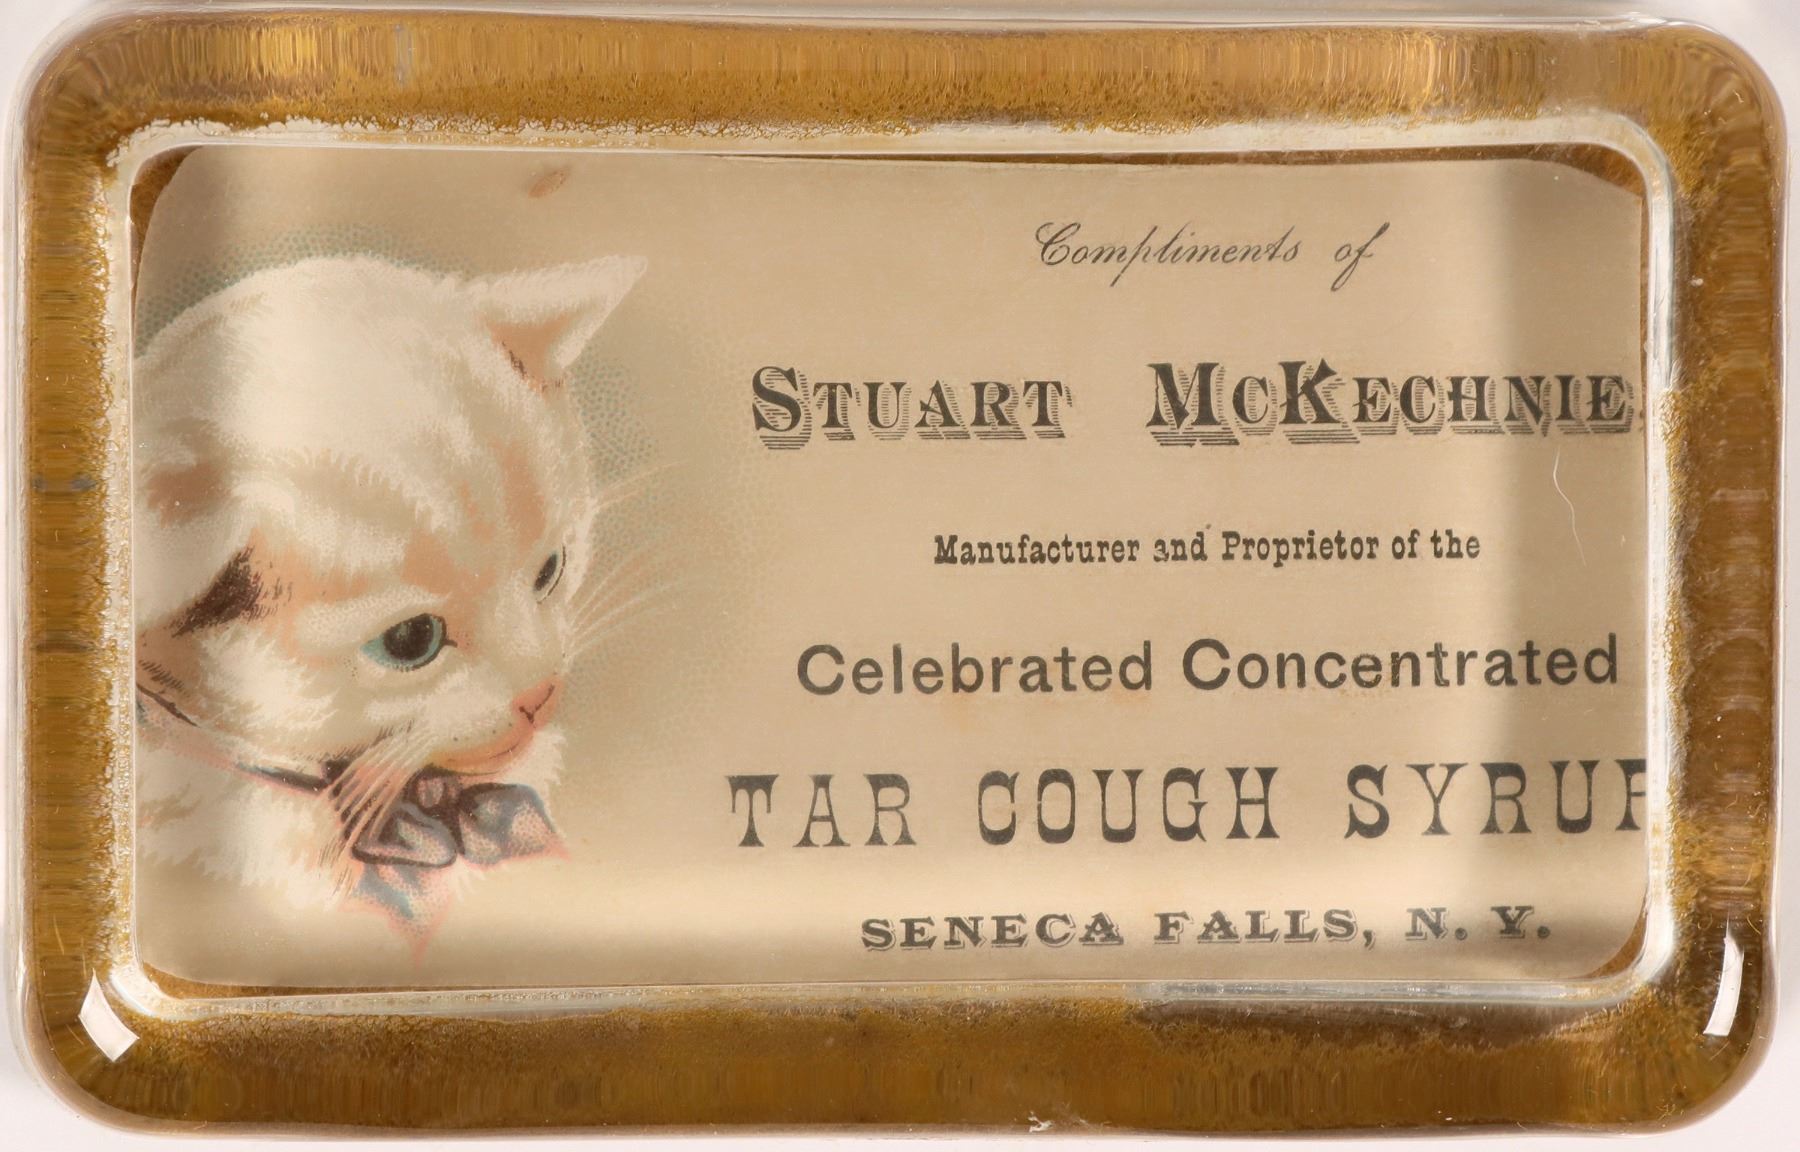 Compliments of
STUART MCKECHNIE,
Manufacturer and Proprietor of the
Celebrated Concentrated
TAR COUGH SYRUP
SENECA FALLS, N. Y.